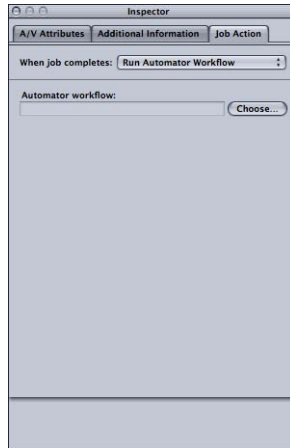 Inspector
A/V Attributes Additional Information Job Action
When job completes: Run Automator Workflow
Automator workflow:
Choose...